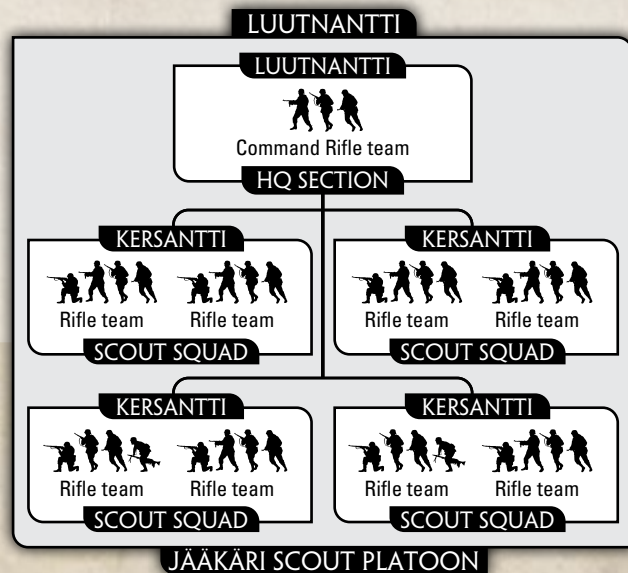 LUUTNANTTI
LUUTNANTTI
Command Rifle team
HQ SECTION
KERSANTTI
Rifle team Rifle team
SCOUT SQUAD
KERSANTTI
Rifle team Rifle team
SCOUT SQUAD
KERSANTTI
Rifle team Rifle team
SCOUT SQUAD
KERSANTTI
Rifle team Rifle team
SCOUT SQUAD
JÄÄKÄRI SCOUT PLATOON